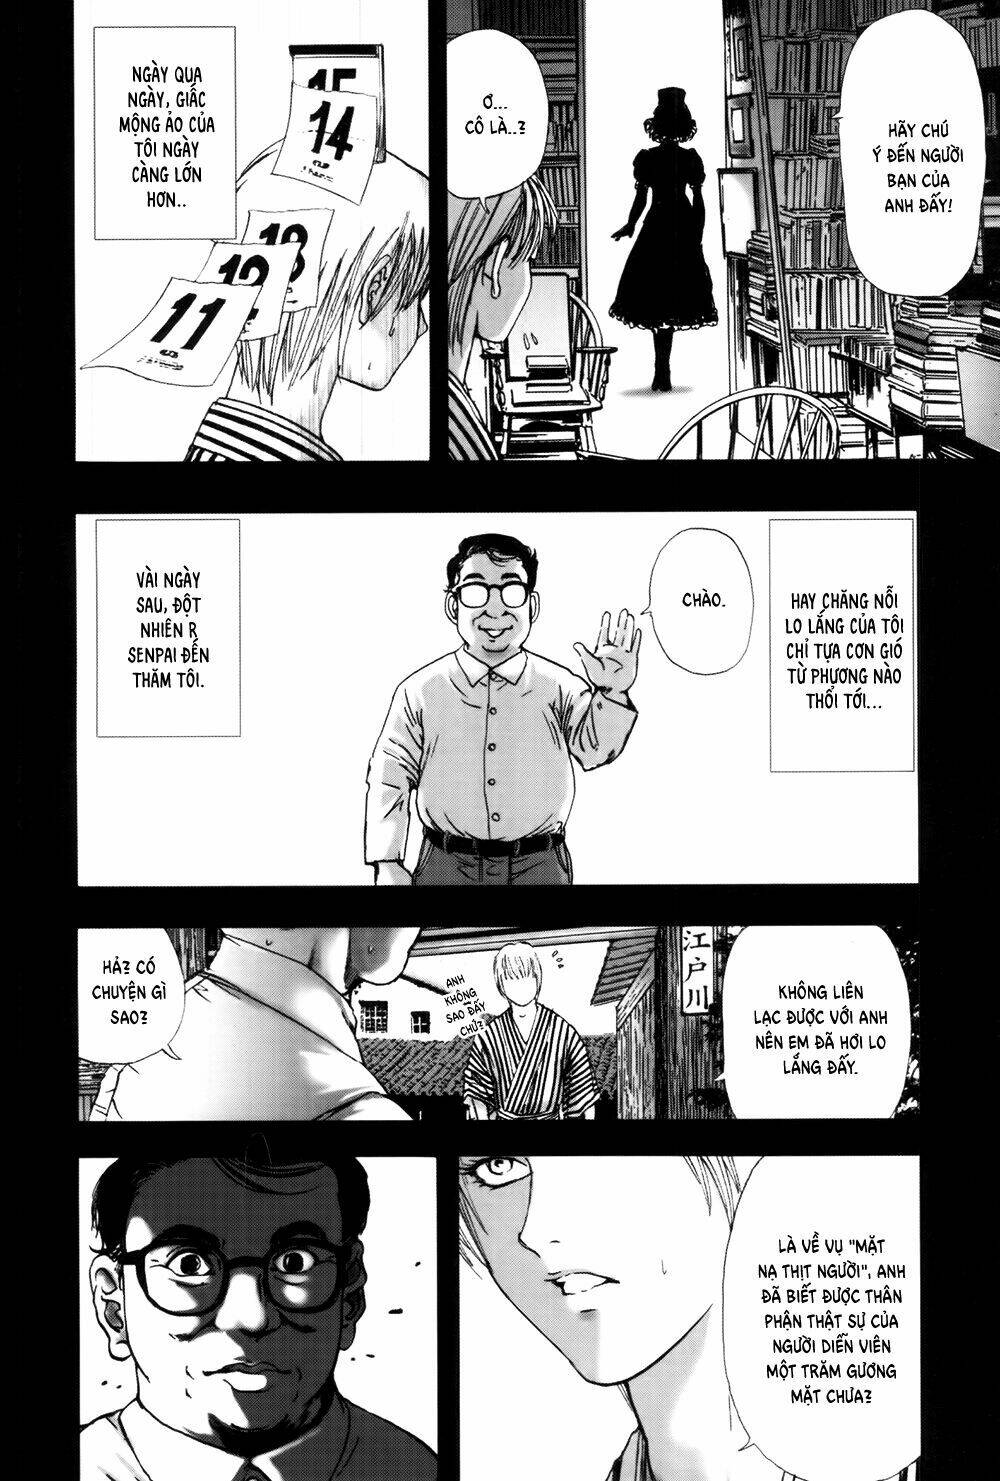 HÃY CHÚ
Ý ĐẾN NGƯỜI
BẠN CỦA
ANH ĐẤY!
Ơ...
CÔ LÀ..?
NGÀY QUA
NGÀY, GIẤC
MỘNG ẢO CỦA
TÔI NGÀY
CÀNG LỚN
HƠN..
15
14
13
12
11
HAY CHĂNG NỖI
LO LẮNG CỦA TÔI
CHỈ TỰA CƠN GIÓ
TỪ PHƯƠNG NÀO
THỔI TỚI...
CHÀO.
VÀI NGÀY
SAU, ĐỘT
NHIÊN R
SENPAI ĐẾN
THĂM TÔI.
江戸川
KHÔNG LIÊN
LẠC ĐƯỢC VỚI ANH
NÊN EM ĐÃ HƠI LO
LẮNG ĐẤY.
ANH
KHÔNG
SAO ĐẤY
CHỨ?
HẢ? CÓ
CHUYỆN GÌ
SAO?
LÀ VỀ VỤ "MẶT
NẠ THỊT NGƯỜI", ANH
ĐÃ BIẾT ĐƯỢC THÂN
PHẬN THẬT SỰ CỦA
NGƯỜI DIỄN VIÊN
MỘT TRĂM GƯƠNG
MẶT CHƯA?